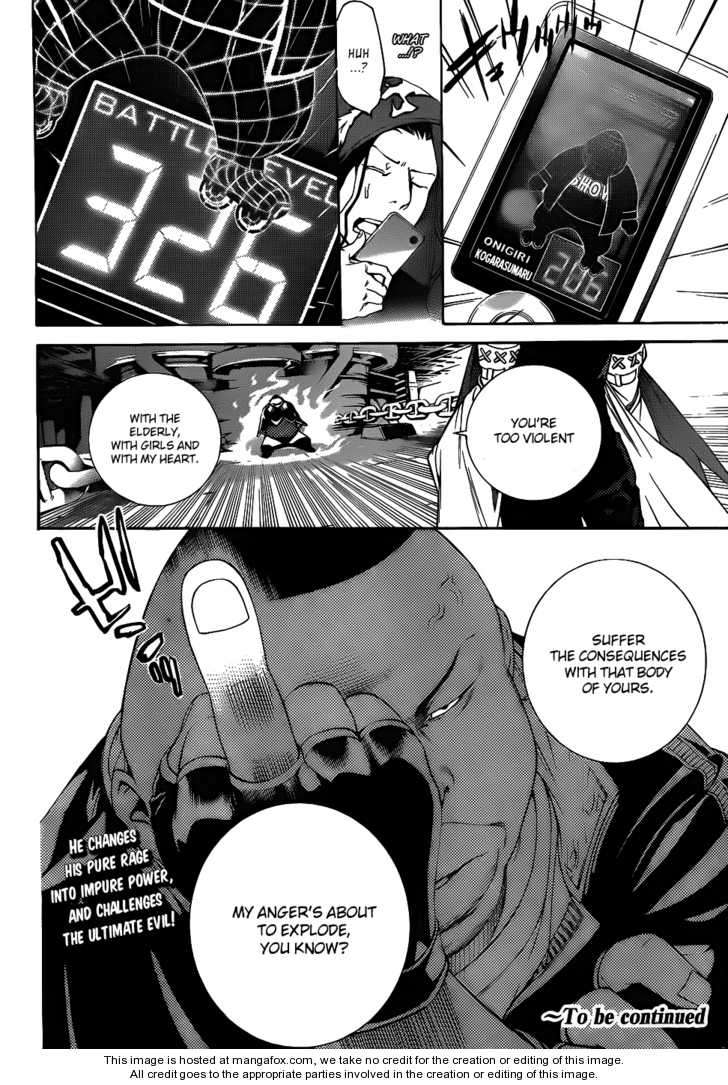 SHOW
ONIGIRI
KOGARASUMARU
206
WHAT
...!?
HUH
...?
BATTLE LEVEL
326
YOU'RE
TOO VIOLENT
WITH THE
ELDERLY,
WITH GIRLS AND
WITH MY HEART.
SUFFER
THE CONSEQUENCES
WITH THAT BODY
OF YOURS.
MY ANGER'S ABOUT
TO EXPLODE,
YOU KNOW?
HE CHANGES
HIS PURE RAGE
INTO IMPURE POWER,
AND CHALLENGES
THE ULTIMATE EVIL!
~To be continued
This image is hosted at mangafox.com, we take no credit for the creation or editing of this image.
All credit goes to the appropriate parties involved in the creation or editing of this image.